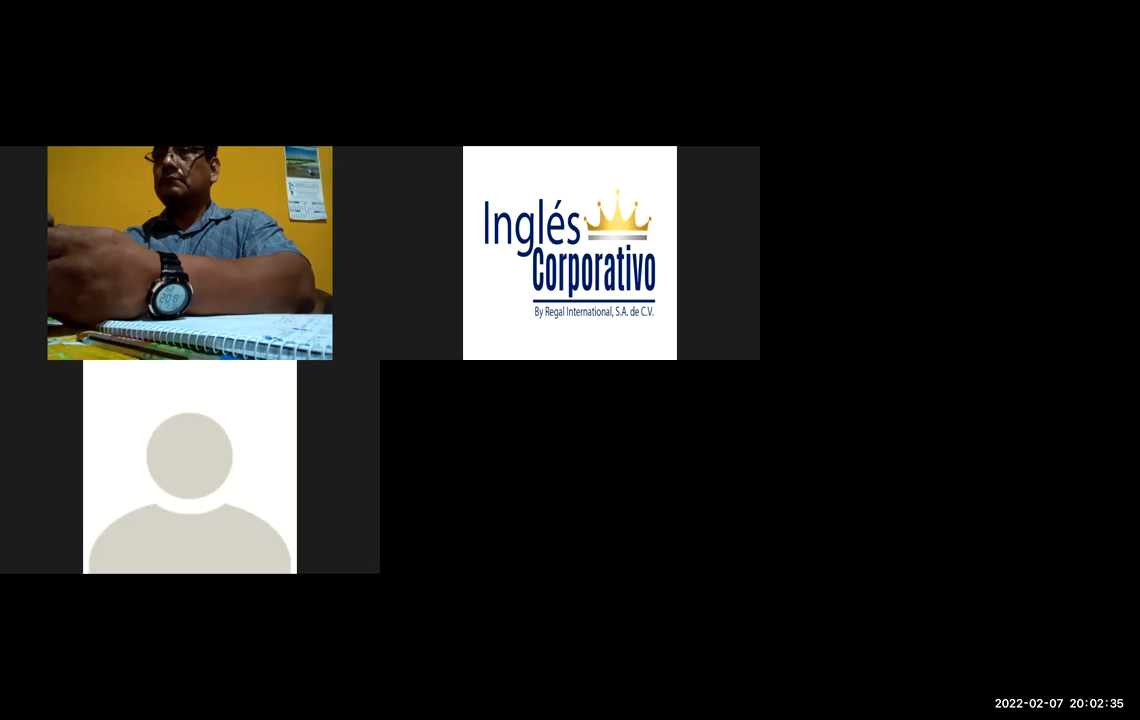 Inglés
Corporativo
By Regal International, S.A. de C.V.
2022-02-07 20:02:35